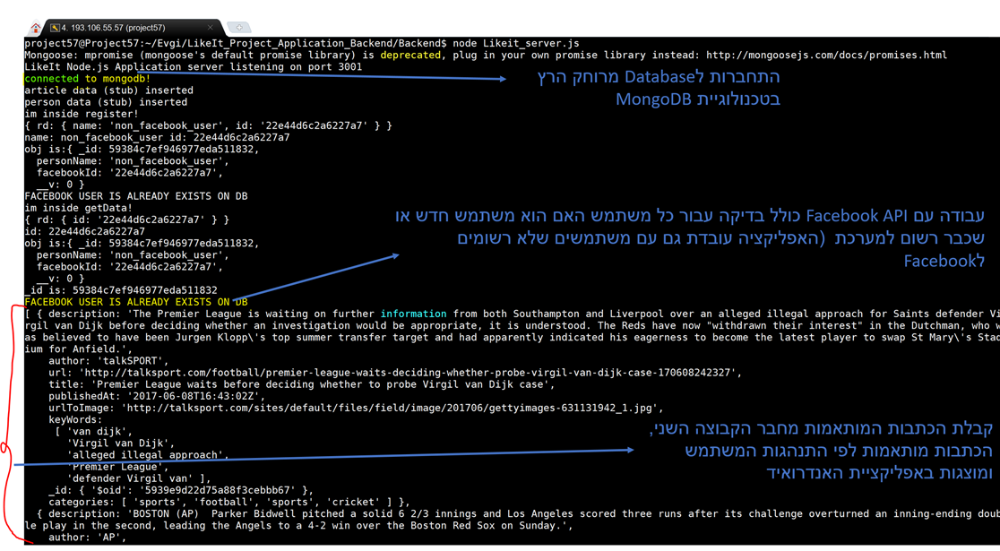 4. 193.106.55.57 (project57)
project57@Project57:~/Evgi/LikeIt_Project_Application_Backend/Backend$ node Likeit_server.js
Mongoose: mpromise (mongoose's default promise library) is deprecated, plug in your own promise library instead: http://mongoosejs.com/docs/promises.html
LikeIt Node.js Application server listening on port 3001
connected to mongodb!
article data (stub) inserted
person data (stub) inserted
im inside register!
{ rd: { name: 'non_facebook_user', id: '22e44d6c2a6227a7' } }
name: non_facebook_user id: 22e44d6c2a6227a7
obj is:{ _id: 59384c7ef946977eda511832,
personName: 'non_facebook_user',
facebookId: '22e44d6c2a6227a7',
__v: 0 }
FACEBOOK USER IS ALREADY EXISTS ON DB
im inside getData!
{ rd: { id: '22e44d6c2a6227a7' } }
id: 22e44d6c2a6227a7
obj is:{ _id: 59384c7ef946977eda511832,
personName: 'non_facebook_user',
facebookId: '22e44d6c2a6227a7',
__v: 0 }
_id is: 59384c7ef946977eda511832
FACEBOOK USER IS ALREADY EXISTS ON DB
[ { description: 'The Premier League is waiting on further information from both Southampton and Liverpool over an alleged illegal approach for Saints defender Vi
rgil van Dijk before deciding whether an investigation would be appropriate, it is understood. The Reds have now "withdrawn their interest" in the Dutchman, who w
as believed to have been Jurgen Klopp\'s top summer transfer target and had apparently indicated his eagerness to become the latest player to swap St Mary\'s Stad
ium for Anfield.',
author: 'talkSPORT',
url: 'http://talksport.com/football/premier-league-waits-deciding-whether-probe-virgil-van-dijk-case-170608242327',
title: 'Premier League waits before deciding whether to probe Virgil van Dijk case',
publishedAt: '2017-06-08T16:43:02Z',
urlToImage: 'http://talksport.com/sites/default/files/field/image/201706/gettyimages-631131942_1.jpg',
keyWords:
[ 'van dijk',
'Virgil van Dijk',
'alleged illegal approach',
'Premier League',
'defender Virgil van' ],
_id: { '$oid': '5939e9d22d75a88f3cebbb67' },
categories: [ 'sports', 'football', 'sports', 'cricket' ] },
{ description: 'BOSTON (AP) Parker Bidwell pitched a solid 6 2/3 innings and Los Angeles scored three runs after its challenge overturned an inning-ending doub
le play in the second, leading the Angels to a 4-2 win over the Boston Red Sox on Sunday.',
author: 'AP',
התחברות לDatabase מרוחק הרץ
בטכנולוגיית MongoDB
עבודה עם Facebook API כולל בדיקה עבור כל משתמש האם הוא משתמש חדש או
שכבר רשום למערכת (האפליקציה עובדת גם עם משתמשים שלא רשומים
לFacebook
קבלת הכתבות המותאמות מחבר הקבוצה השני,
הכתבות מותאמות לפי התנהגות המשתמש
ומוצגות באפליקציית האנדרואיד